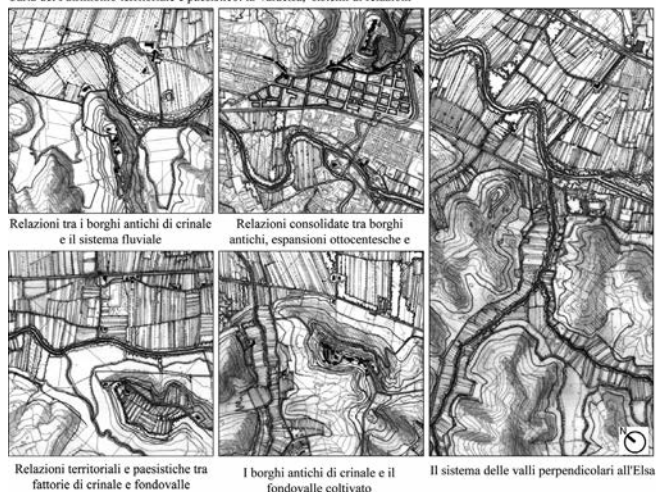 Relazioni tra i borghi antichi di crinale
e il sistema fluviale
Relazioni consolidate tra borghi
antichi, espansioni ottocentesche e
Relazioni territoriali e paesistiche tra
fattorie di crinale e fondovalle
I borghi antichi di crinale e il
fondovalle coltivato
Il sistema delle valli perpendicolari all'Elsa